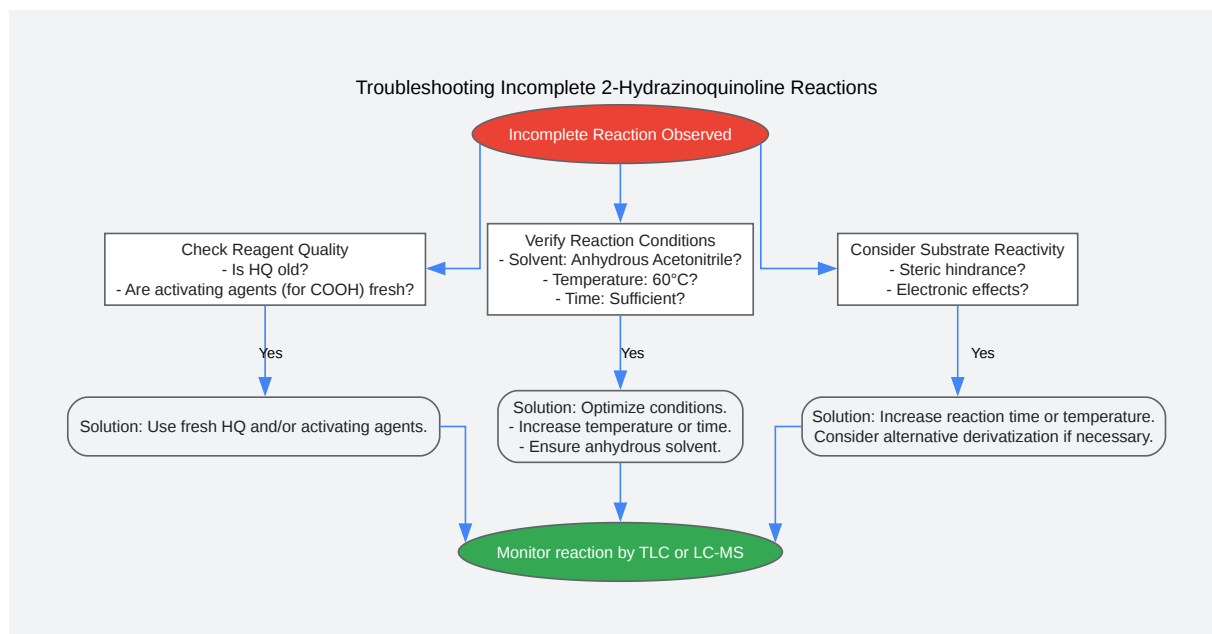 Troubleshooting Incomplete 2-Hydrazinoquinoline Reactions
Incomplete Reaction Observed
Check Reagent Quality
- Is HQ old?
- Are activating agents (for COOH) fresh?
Verify Reaction Conditions
- Solvent: Anhydrous Acetonitrile?
- Temperature: 60°C?
- Time: Sufficient?
Consider Substrate Reactivity
- Steric hindrance?
- Electronic effects?
Yes
Yes
Yes
Solution: Use fresh HQ and/or activating agents.
Solution: Optimize conditions.
- Increase temperature or time.
- Ensure anhydrous solvent.
Solution: Increase reaction time or temperature.
Consider alternative derivatization if necessary.
Monitor reaction by TLC or LC-MS